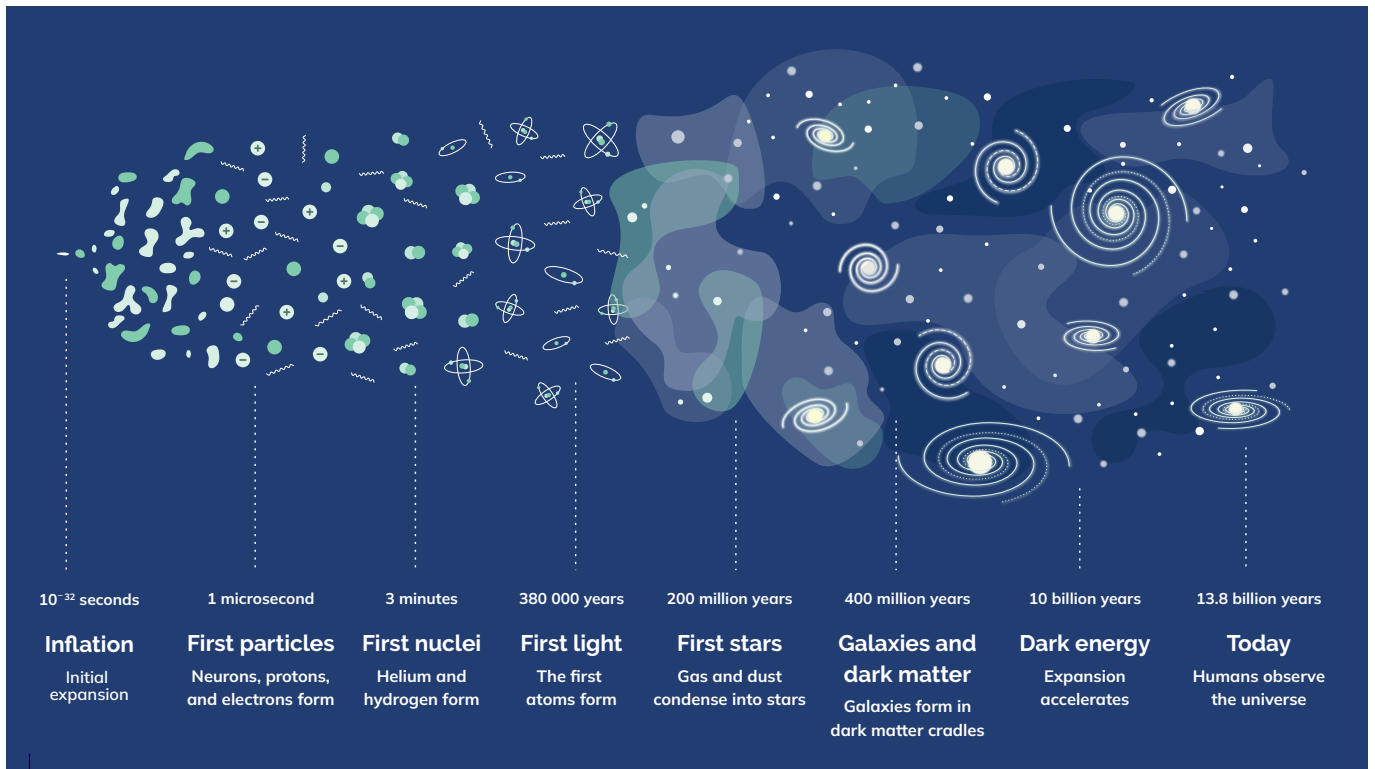 10⁻³² seconds
Inflation
Initial
expansion
1 microsecond
First particles
Neurons, protons,
and electrons form
3 minutes
First nuclei
Helium and
hydrogen form
380 000 years
First light
The first
atoms form
200 million years
First stars
Gas and dust
condense into stars
400 million years
Galaxies and
dark matter
Galaxies form in
dark matter cradles
10 billion years
Dark energy
Expansion
accelerates
13.8 billion years
Today
Humans observe
the universe